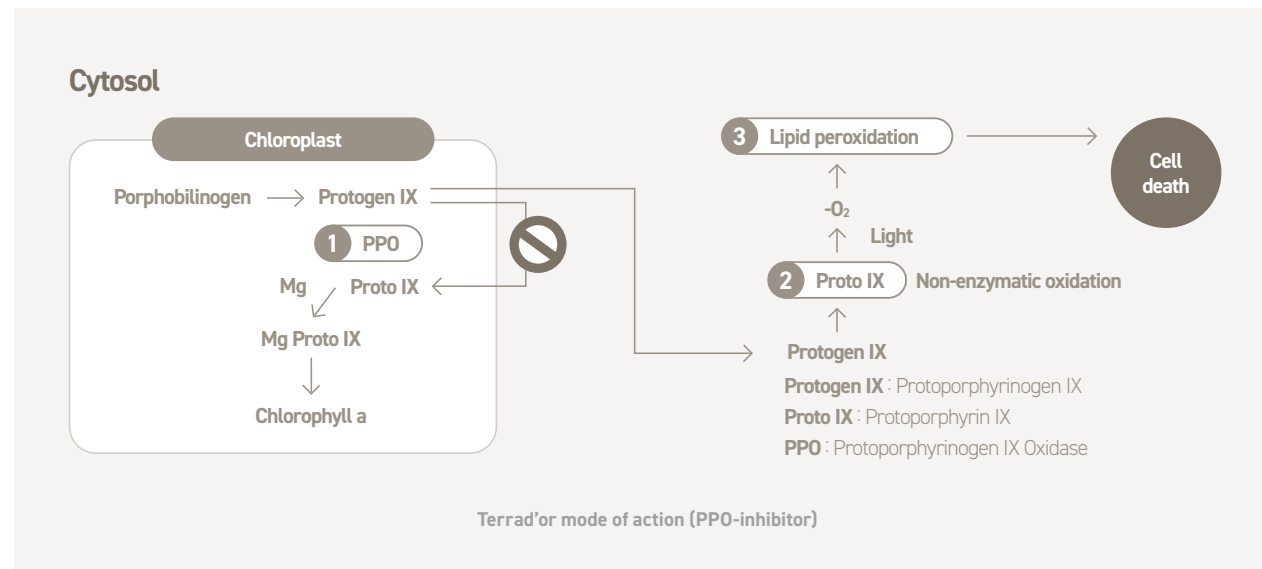 Cytosol
Chloroplast
Porphobilinogen
Protogen IX
1 PPO
Mg
Proto IX
Mg Proto IX
Chlorophyll a
3 Lipid peroxidation
Cell
death
-O₂
Light
2 Proto IX
Non-enzymatic oxidation
Protogen IX
Protogen IX : Protoporphyrinogen IX
Proto IX : Protoporphyrin IX
PPO : Protoporphyrinogen IX Oxidase
Terrad'or mode of action (PPO-inhibitor)